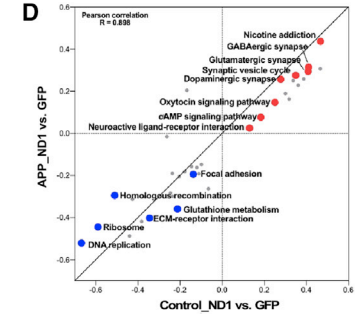 D
Pearson correlation
R = 0.898
0.6
0.4
0.2
0.0
-0.2
-0.4
-0.6
APP_ND1 vs. GFP
Nicotine addiction
GABAergic synapse
Glutamatergic synapse
Synaptic vesicle cycle
Dopaminergic synapse
Oxytocin signaling pathway
cAMP signaling pathway
Neuroactive ligand-receptor interaction
Focal adhesion
Homologous recombination
Glutathione metabolism
ECM-receptor interaction
Ribosome
DNA replication
-0.6 -0.4 -0.2 0.0 0.2 0.4 0.6
Control_ND1 vs. GFP